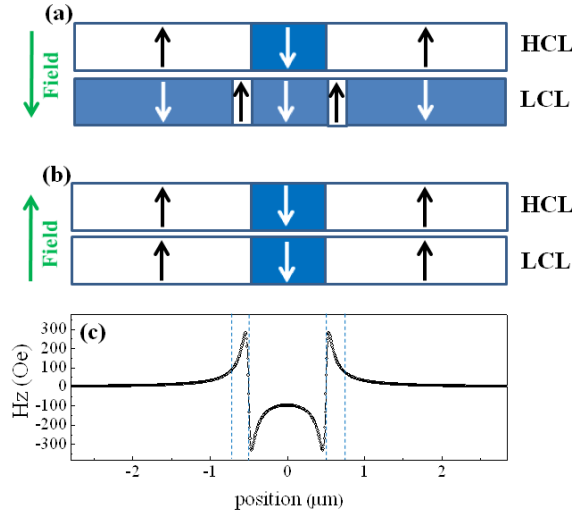 (a)
HCL
Field
LCL
(b)
HCL
Field
LCL
(c)
Hz (Oe)
300
200
100
0
-100
-200
-300
-2 -1 0 1 2
position (μm)